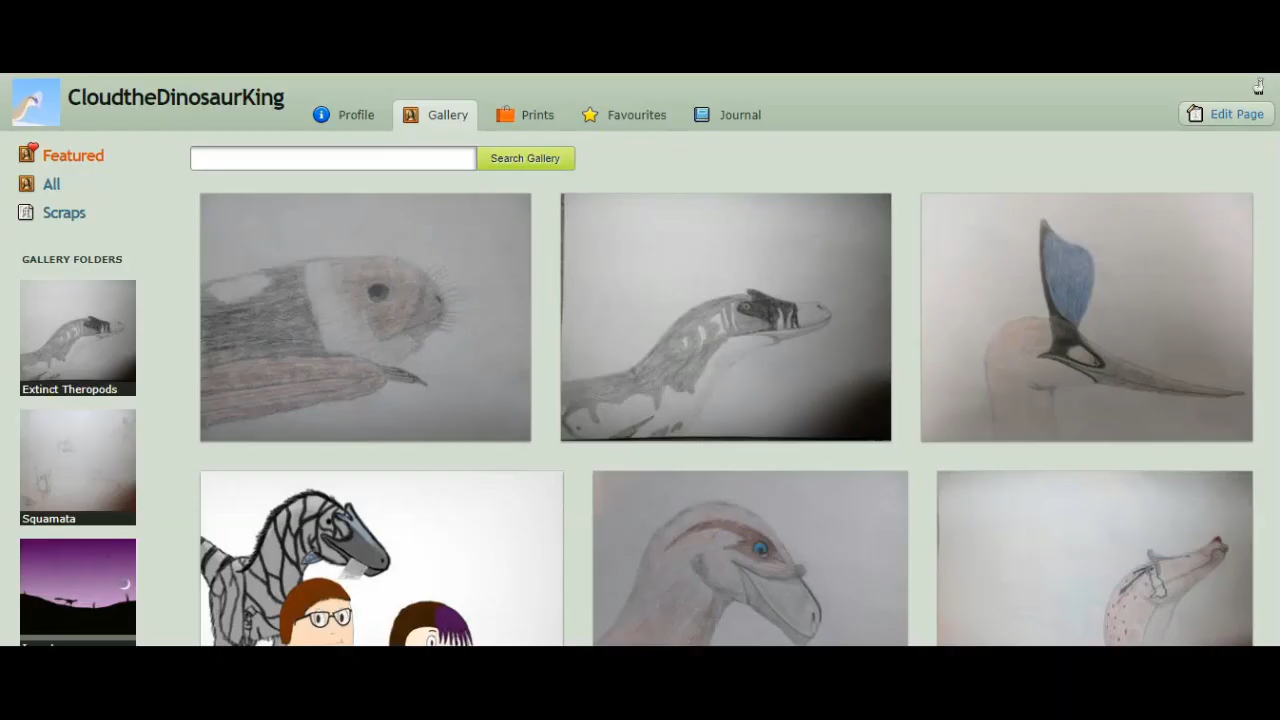 CloudtheDinosaurKing
Profile
Gallery
Prints
Favourites
Journal
Edit Page
Featured
All
Scraps
Search Gallery
GALLERY FOLDERS
Extinct Theropods
Squamata